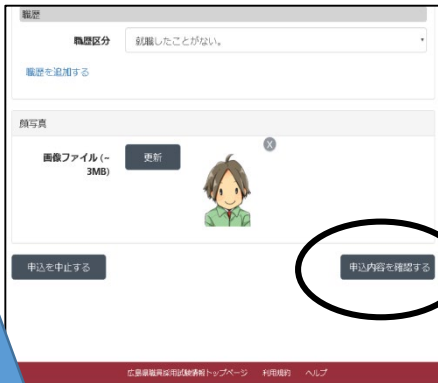 職歴
職歴区分 就職したことがない。
職歴を追加する
顔写真
画像ファイル (~ 更新
3MB)
X
申込を中止する 申込内容を確認する
広島県職員採用試験情報トップページ 利用規約 ヘルプ